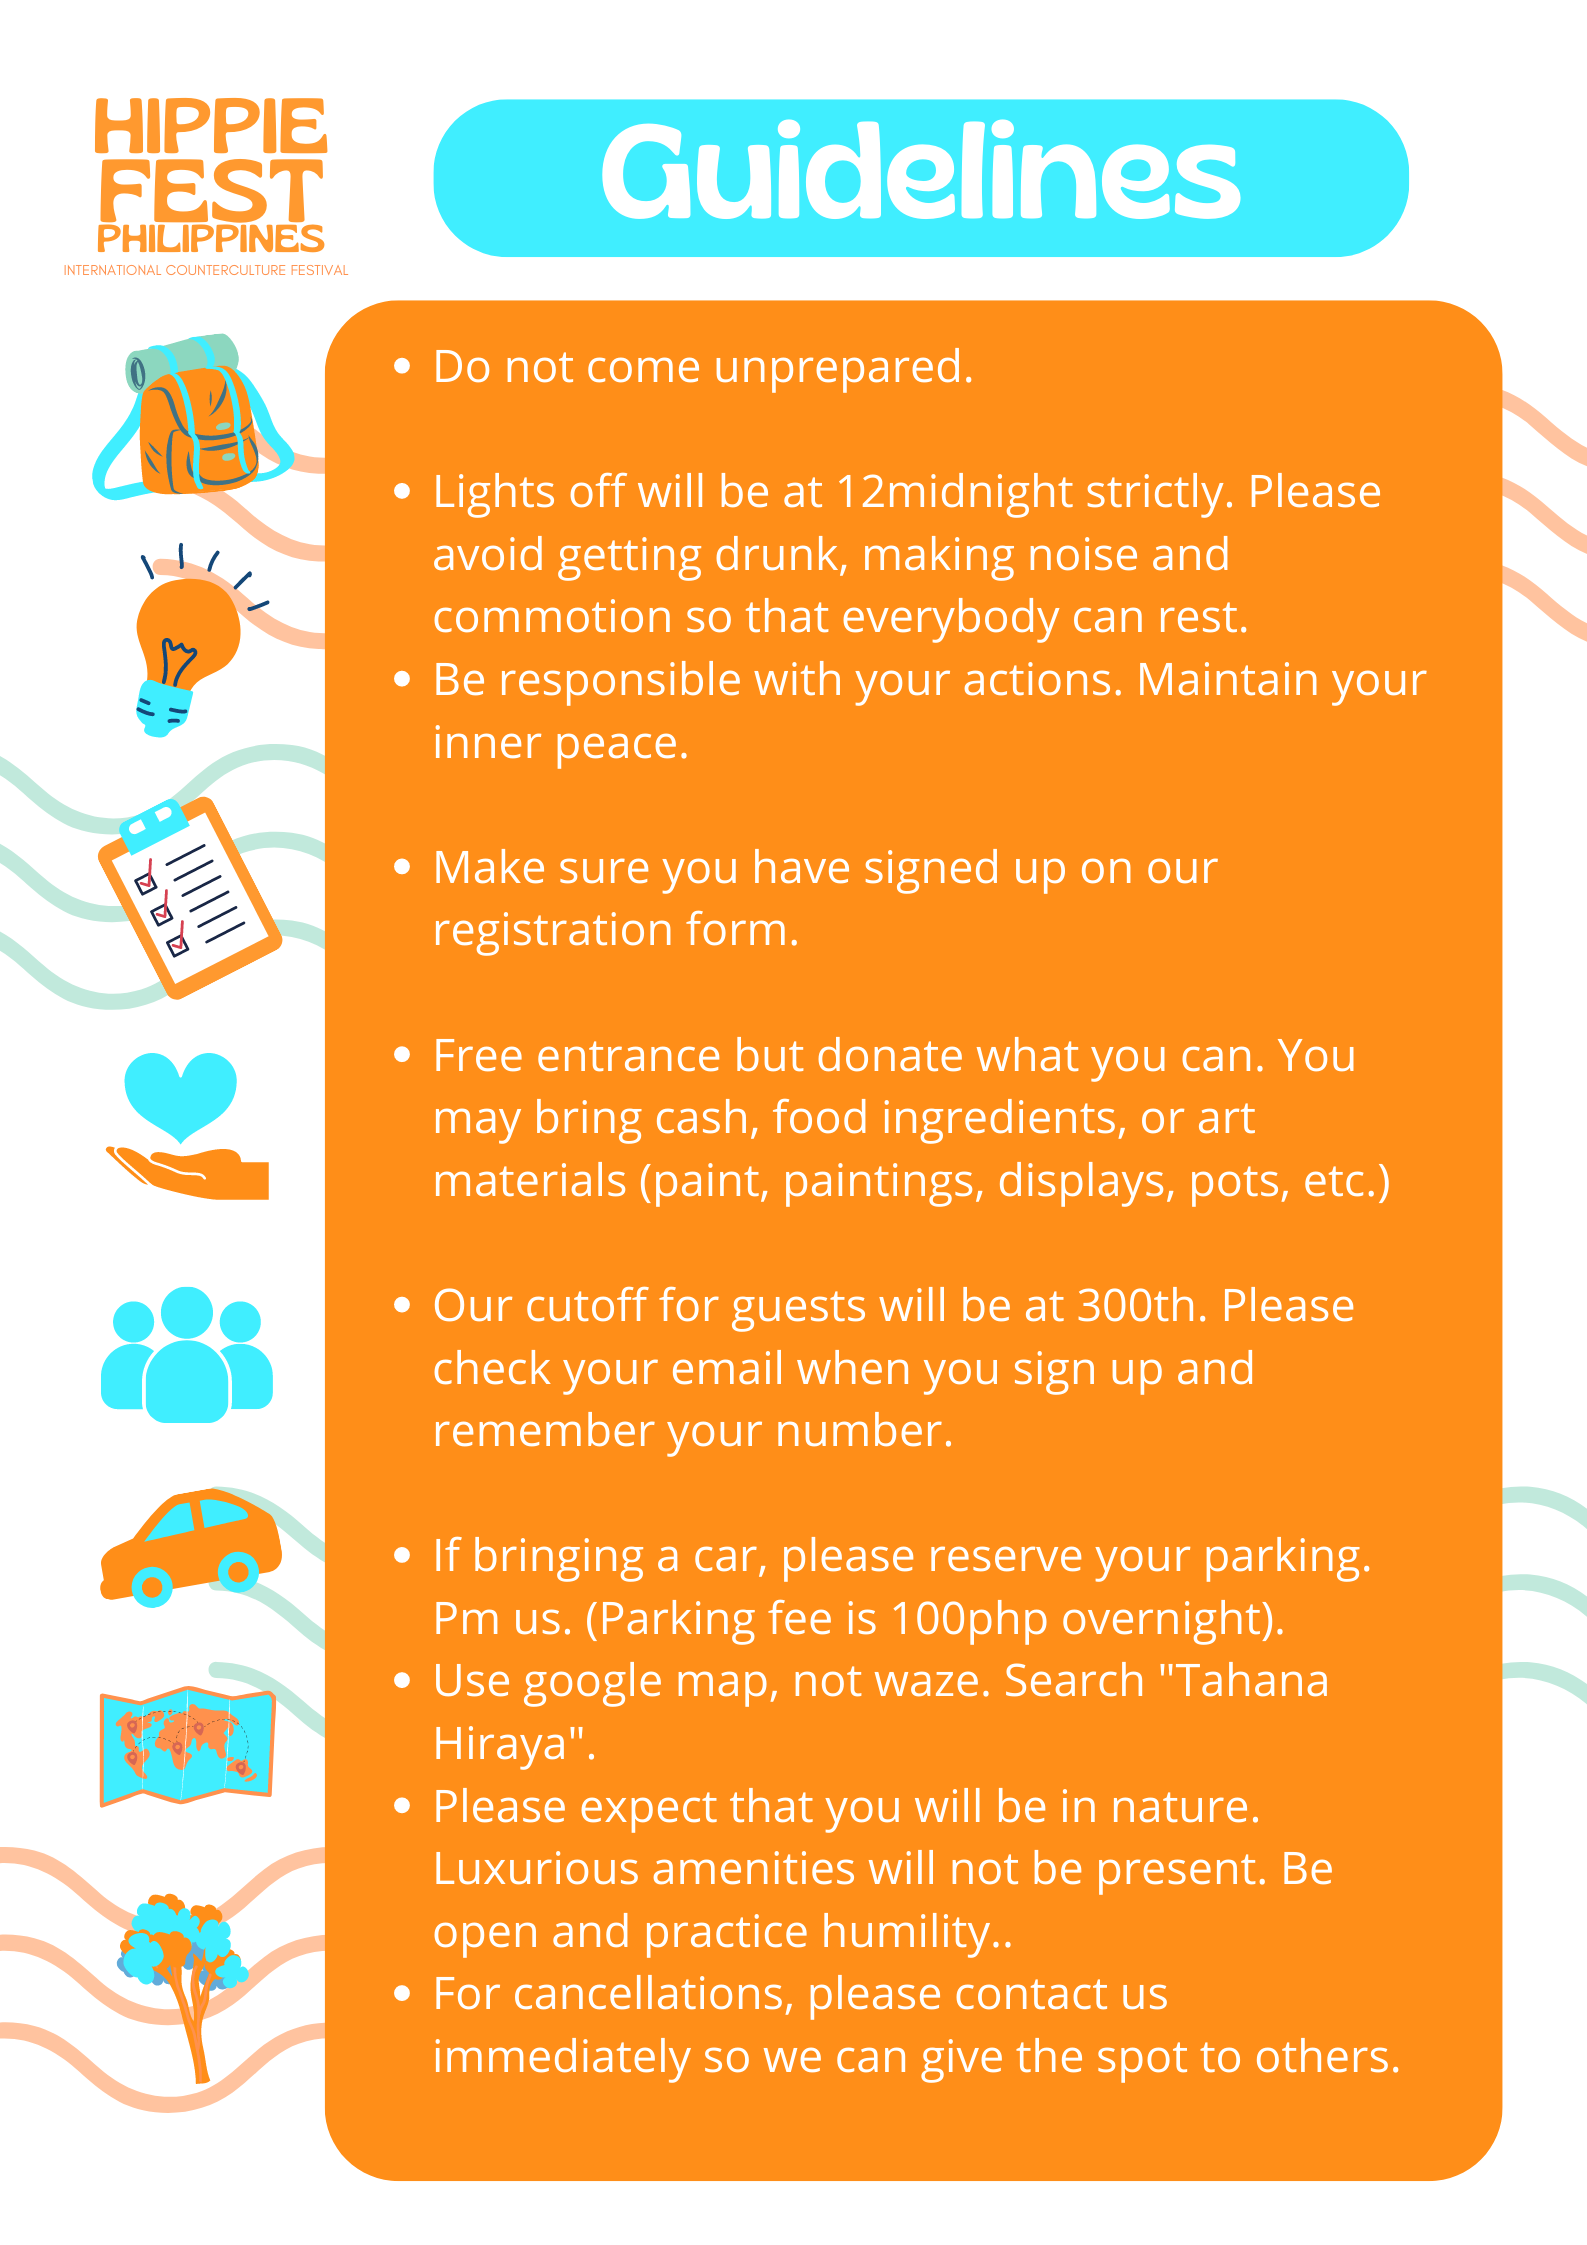 HIPPIE
FEST
PHILIPPINES
INTERNATIONAL COUNTERCULTURE FESTIVAL
Guidelines
• Do not come unprepared.
• Lights off will be at 12midnight strictly. Please
avoid getting drunk, making noise and
commotion so that everybody can rest.
• Be responsible with your actions. Maintain your
inner peace.
• Make sure you have signed up on our
registration form.
• Free entrance but donate what you can. You
may bring cash, food ingredients, or art
materials (paint, paintings, displays, pots, etc.)
• Our cutoff for guests will be at 300th. Please
check your email when you sign up and
remember your number.
• If bringing a car, please reserve your parking.
Pm us. (Parking fee is 100php overnight).
• Use google map, not waze. Search "Tahana
Hiraya".
• Please expect that you will be in nature.
Luxurious amenities will not be present. Be
open and practice humility..
• For cancellations, please contact us
immediately so we can give the spot to others.